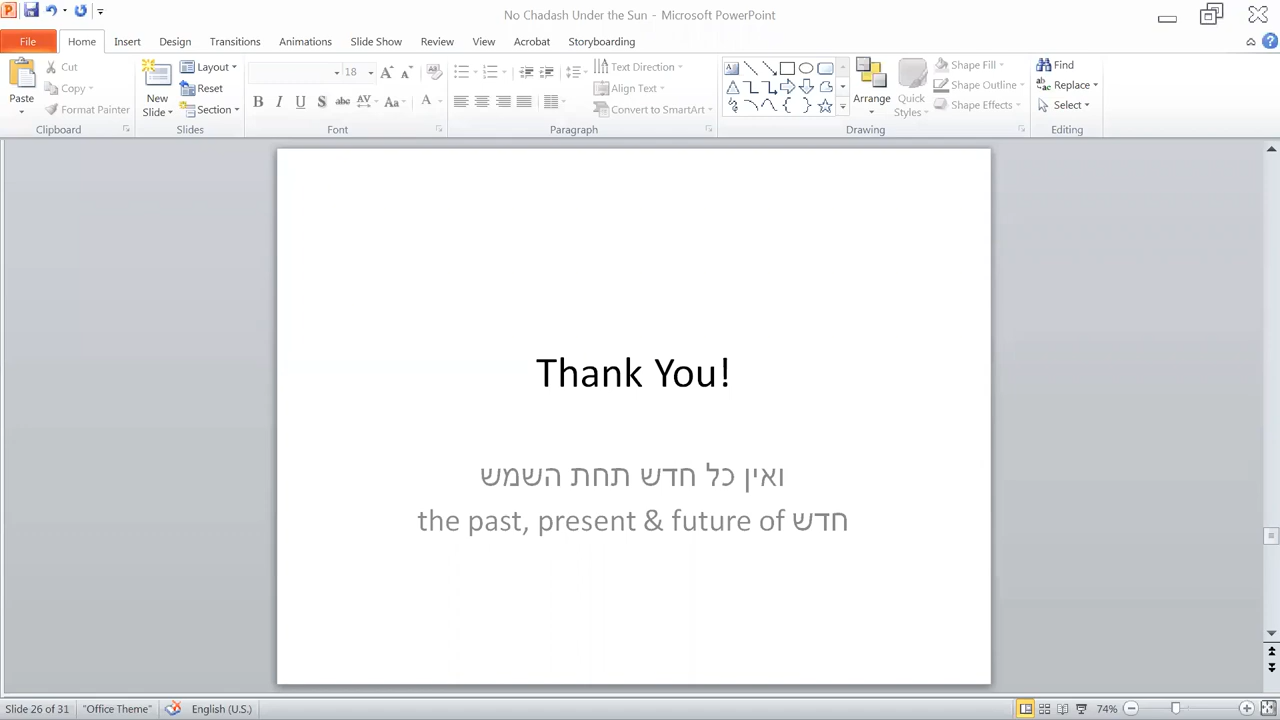 No Chadash Under the Sun - Microsoft PowerPoint
File Home Insert Design Transitions Animations Slide Show Review View Acrobat Storyboarding
Paste
Cut
Copy
Format Painter
Clipboard
New Slide
Layout
Reset
Section
Slides
18
B I U S abc AV Aa A
Font
Text Direction
Align Text
Convert to SmartArt
Paragraph
Arrange
Quick Styles
Shape Fill
Shape Outline
Shape Effects
Drawing
Find
Replace
Select
Editing
Thank You!
ואין כל חדש תחת השמש
the past, present & future of חדש
Slide 26 of 31 "Office Theme" English (U.S.) 74%